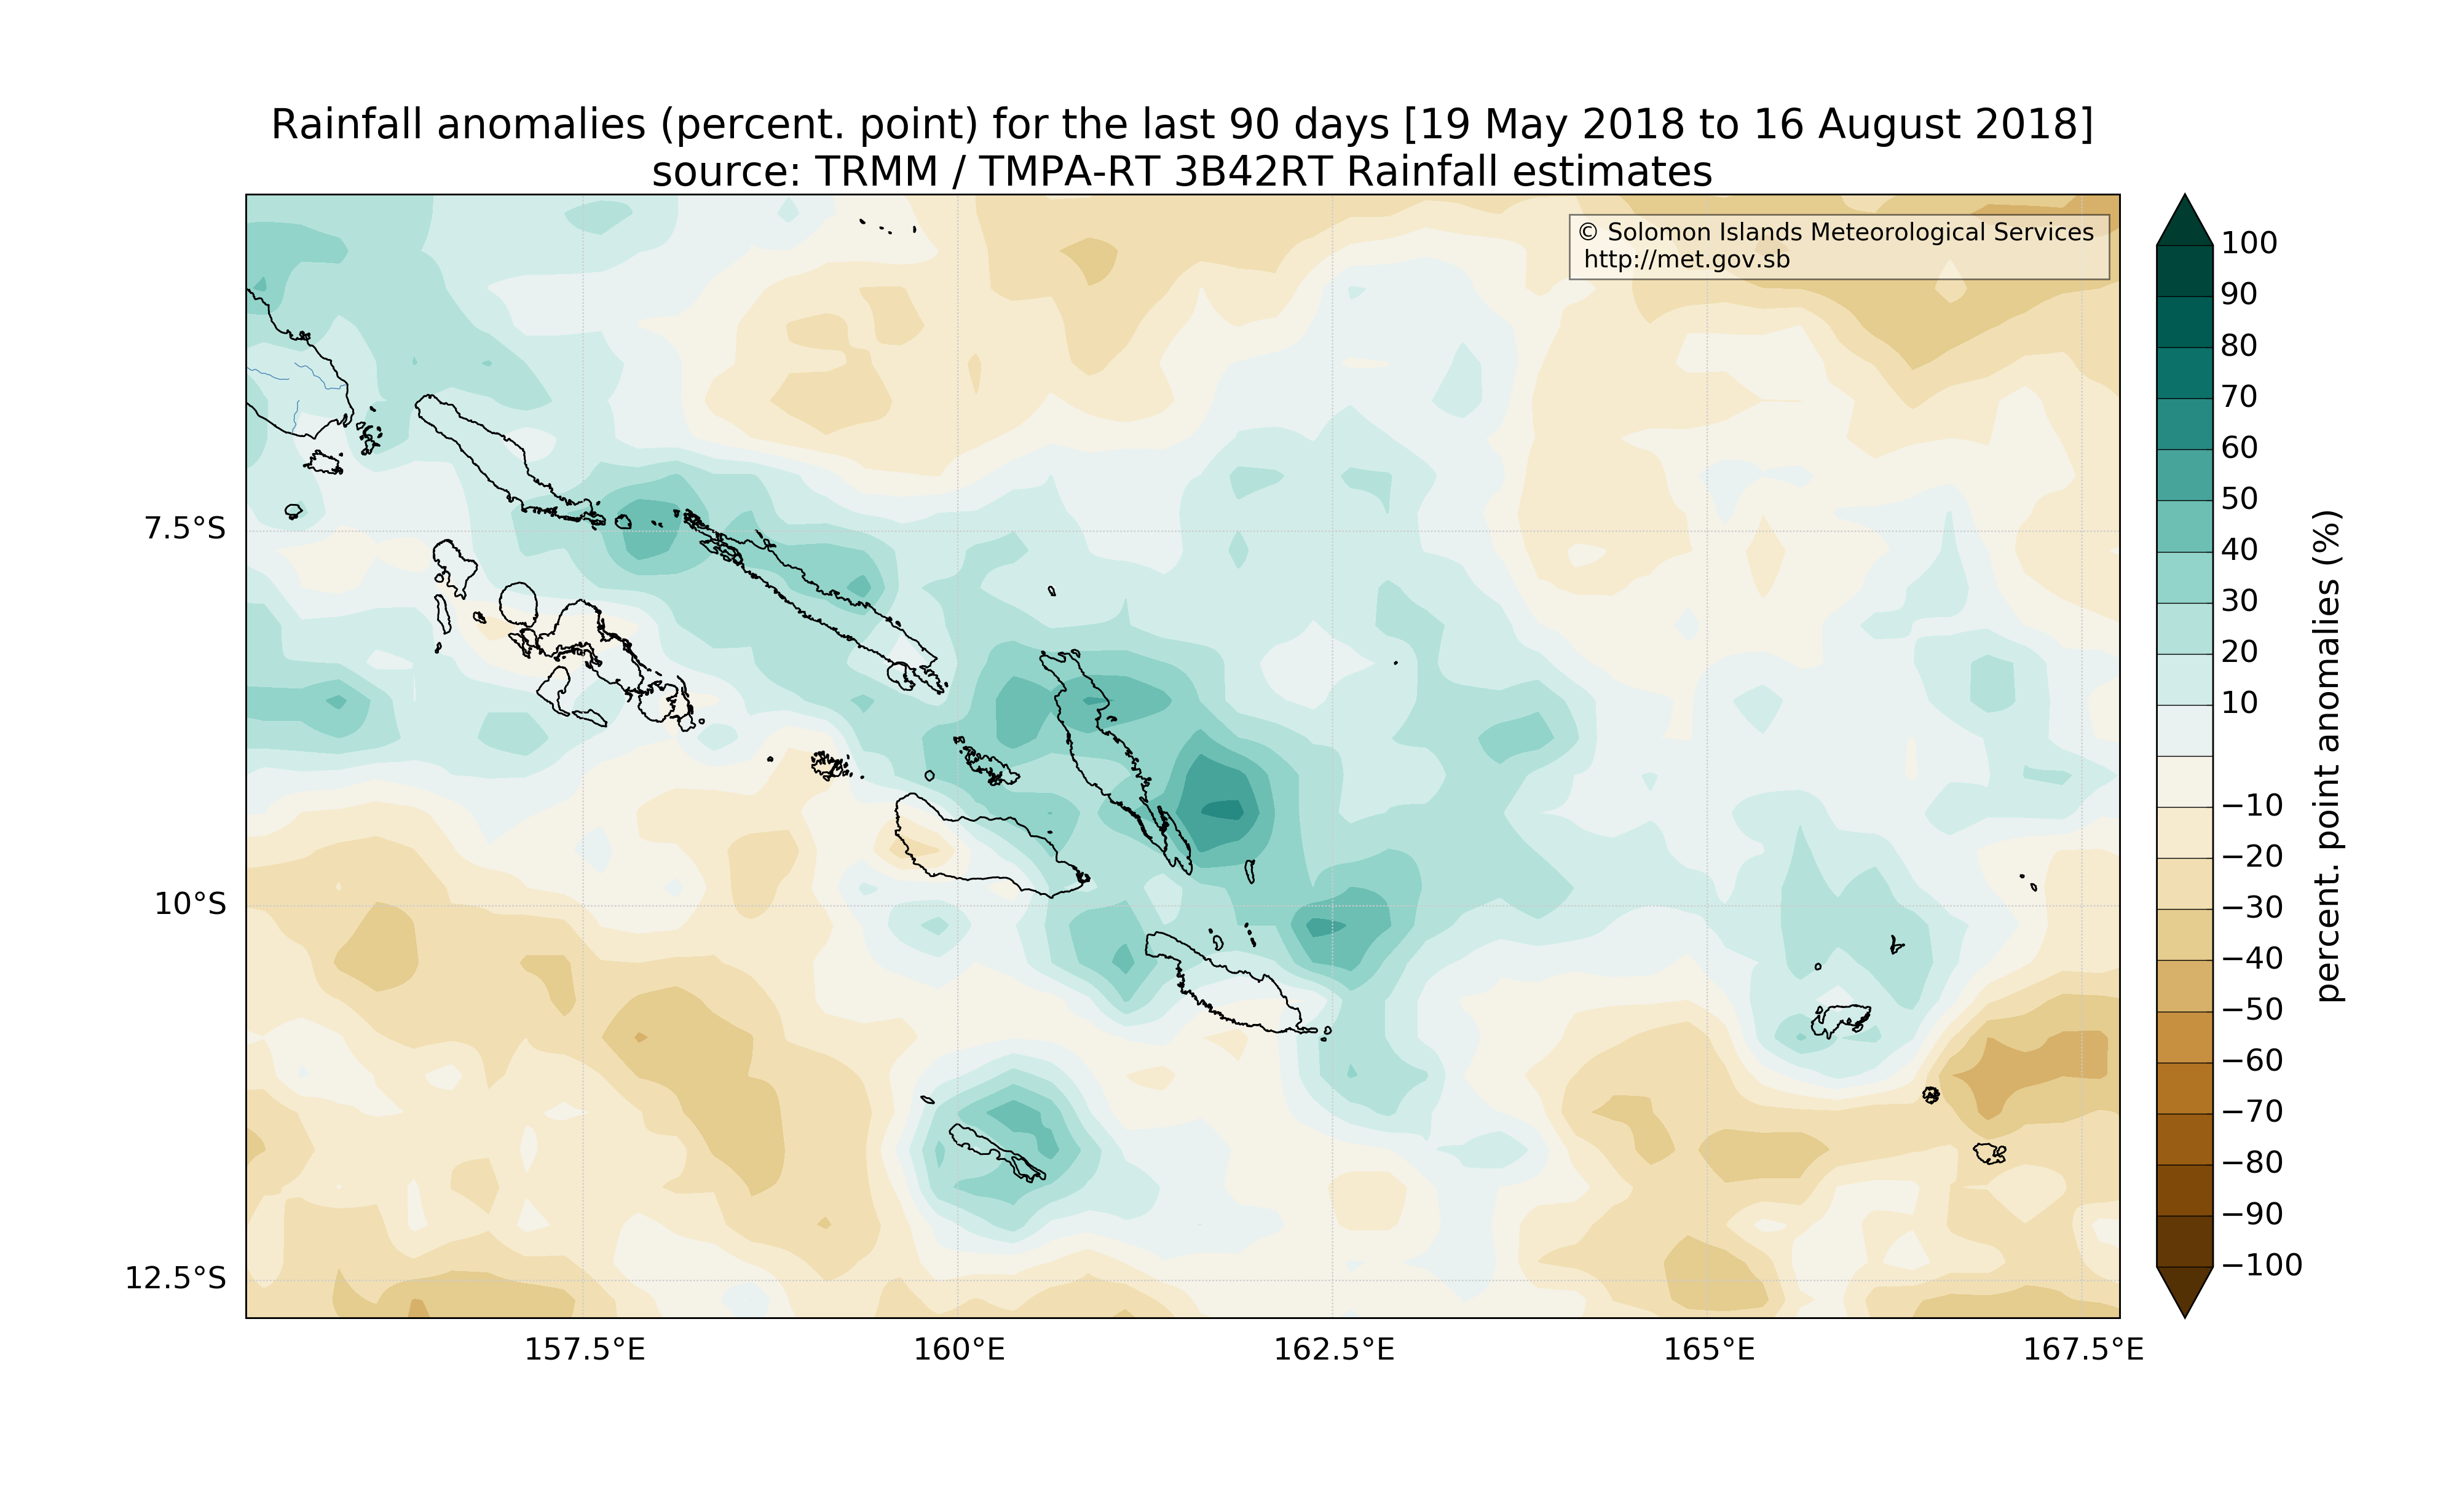 Rainfall anomalies (percent. point) for the last 90 days [19 May 2018 to 16 August 2018]
source: TRMM / TMPA-RT 3B42RT Rainfall estimates
© Solomon Islands Meteorological Services
http://met.gov.sb
7.5°S
10°S
12.5°S
157.5°E
160°E
162.5°E
165°E
167.5°E
100
90
80
70
60
50
40
30
20
10
−10
−20
−30
−40
−50
−60
−70
−80
−90
−100
percent. point anomalies (%)